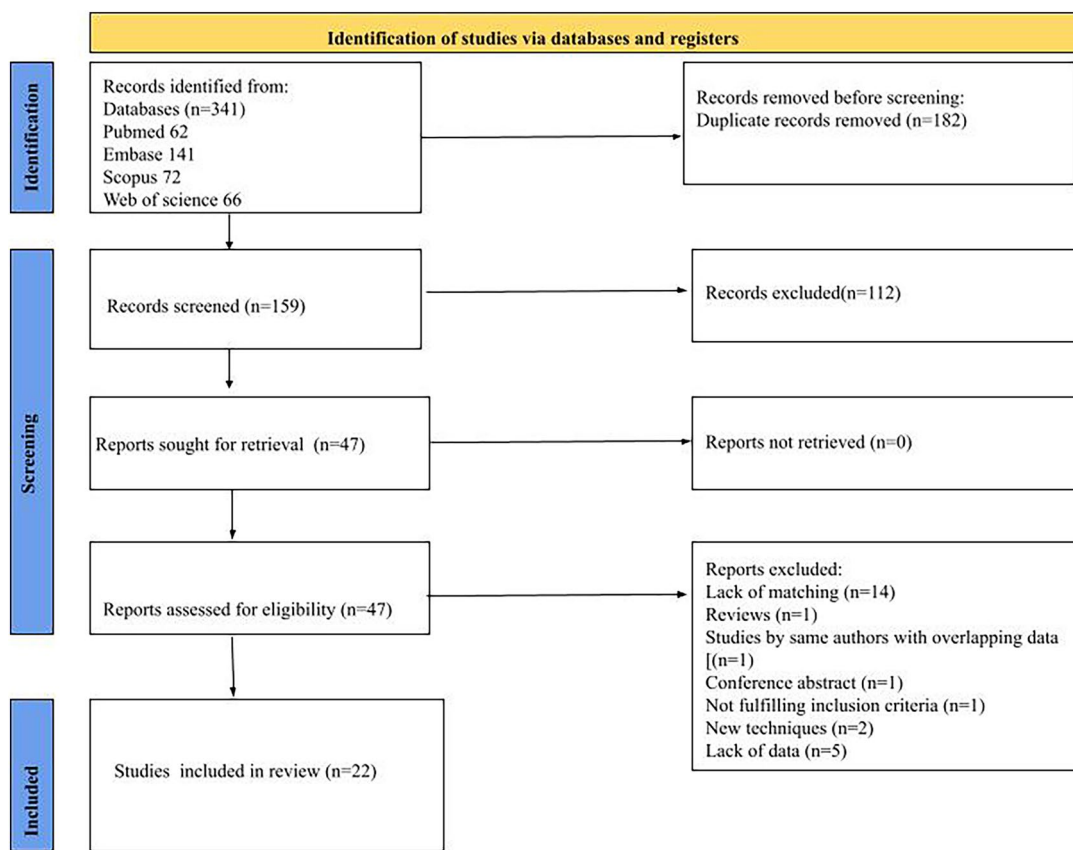 Identification of studies via databases and registers
Identification
Records identified from:
Databases (n=341)
Pubmed 62
Embase 141
Scopus 72
Web of science 66
Records removed before screening:
Duplicate records removed (n=182)
Screening
Records screened (n=159)
Records excluded(n=112)
Reports sought for retrieval (n=47)
Reports not retrieved (n=0)
Reports assessed for eligibility (n=47)
Reports excluded:
Lack of matching (n=14)
Reviews (n=1)
Studies by same authors with overlapping data
[(n=1)
Conference abstract (n=1)
Not fulfilling inclusion criteria (n=1)
New techniques (n=2)
Lack of data (n=5)
Included
Studies included in review (n=22)